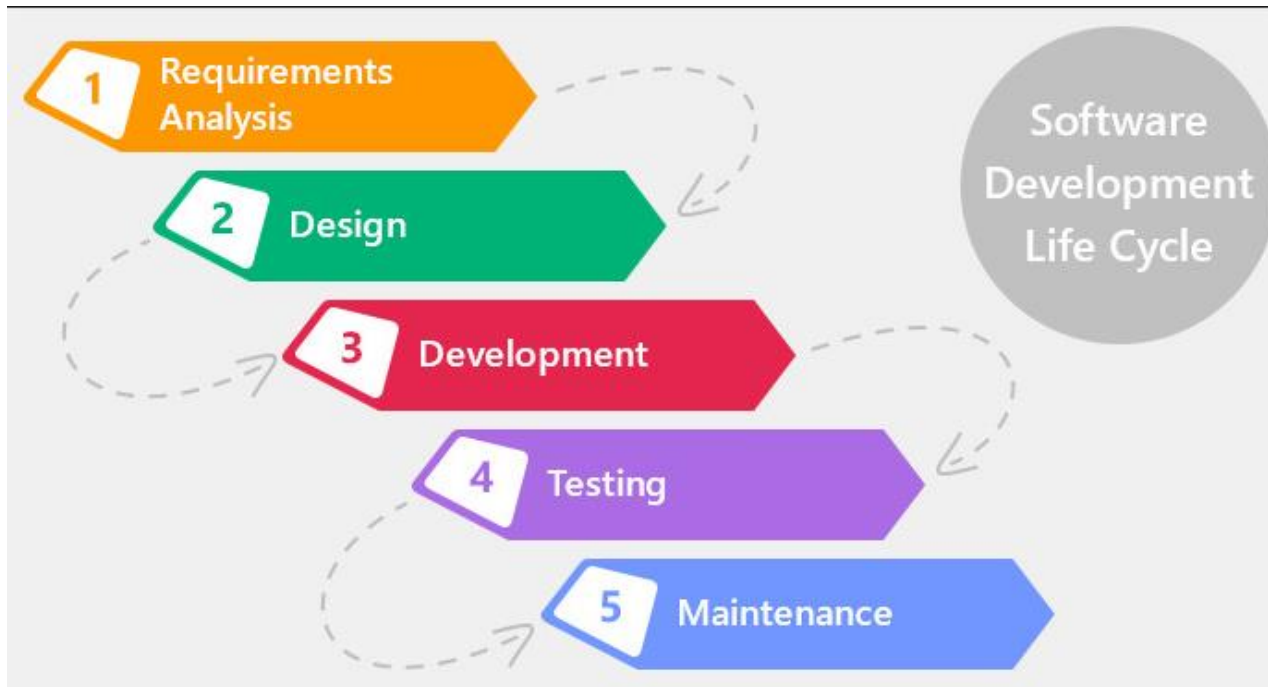 1
Requirements
Analysis
2
Design
3
Development
4
Testing
5
Maintenance
Software
Development
Life Cycle